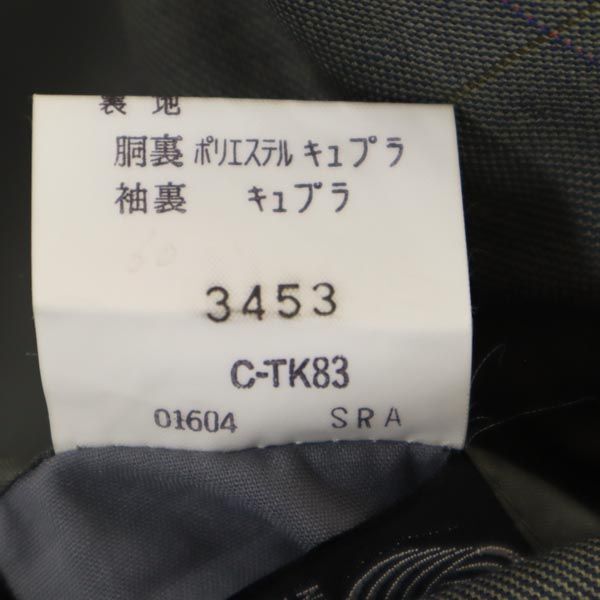 裏地
胴裏 ポリエステル キュプラ
袖裏 キュプラ
3453
C-TK83
01604 SRA